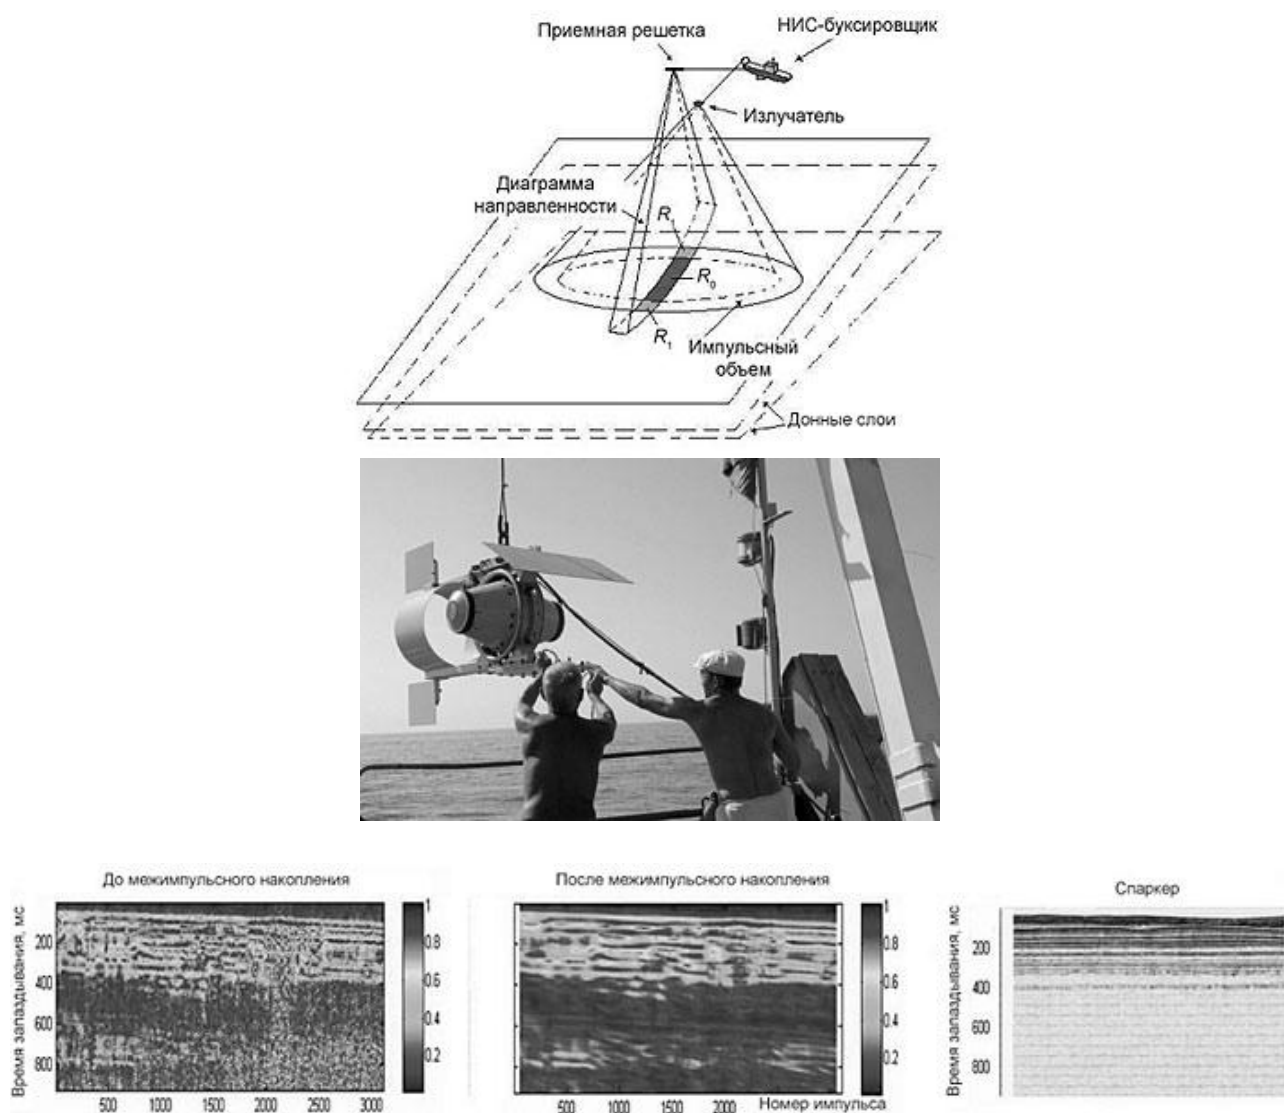 НИС-буксировщик
Приемная решетка
Излучатель
Диаграмма
направленности
R₁
R₀
R₁
Импульсный
объем
Донные слои
До межимпульсного накопления
Время запаздывания, мс
200
400
600
800
500 1000 1500 2000 2500 3000
1
0.8
0.6
0.4
0.2
После межимпульсного накопления
500 1000 1500 2000
Номер импульса
1
0.8
0.6
0.4
0.2
Спаркер
Время запаздывания, мс
200
400
600
800